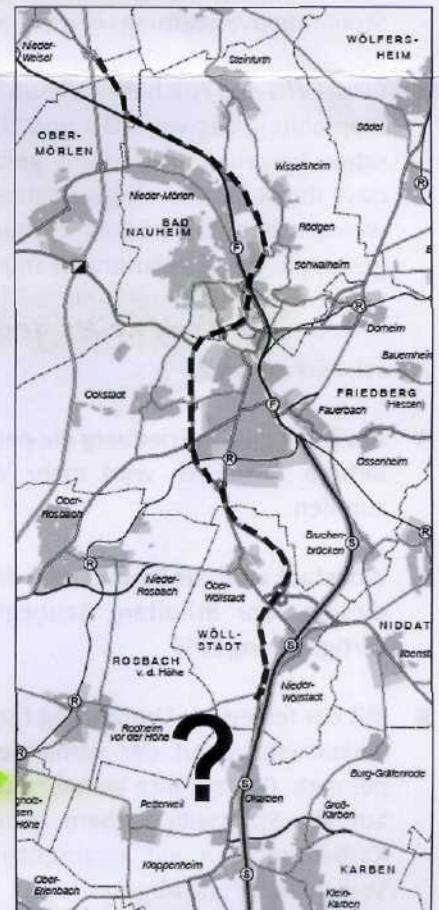 Nieder-
Weisel
Steinfurth
WÖLFERS-
HEIM
OBER-
MÖRLEN
Södel
Wisselsheim
R
Nieder-Mörlen
BAD
NAUHEIM
Rödgen
F
Schwalheim
R
Dorheim
Bauernheim
Ockstadt
FRIEDBERG
(Hessen)
F
Fauerbach
Ossenheim
R
Ober-
Rosbach
Bruchen-
brücken
S
R
R
Nieder-
Rosbach
Ober-
Wöllstadt
WÖLL-
STADT
NIDDAT
S
ROSBACH
v. d. Höhe
Nieder-
Wöllstadt
R
Rodheim
vor der Höhe
?
R
S
Okarben
Burg-Gräfenrode
Petterweil
Groß-
Karben
Höhe
Kloppenheim
S
KARBEN
Ober-
Erlenbach
Klein-
Karben